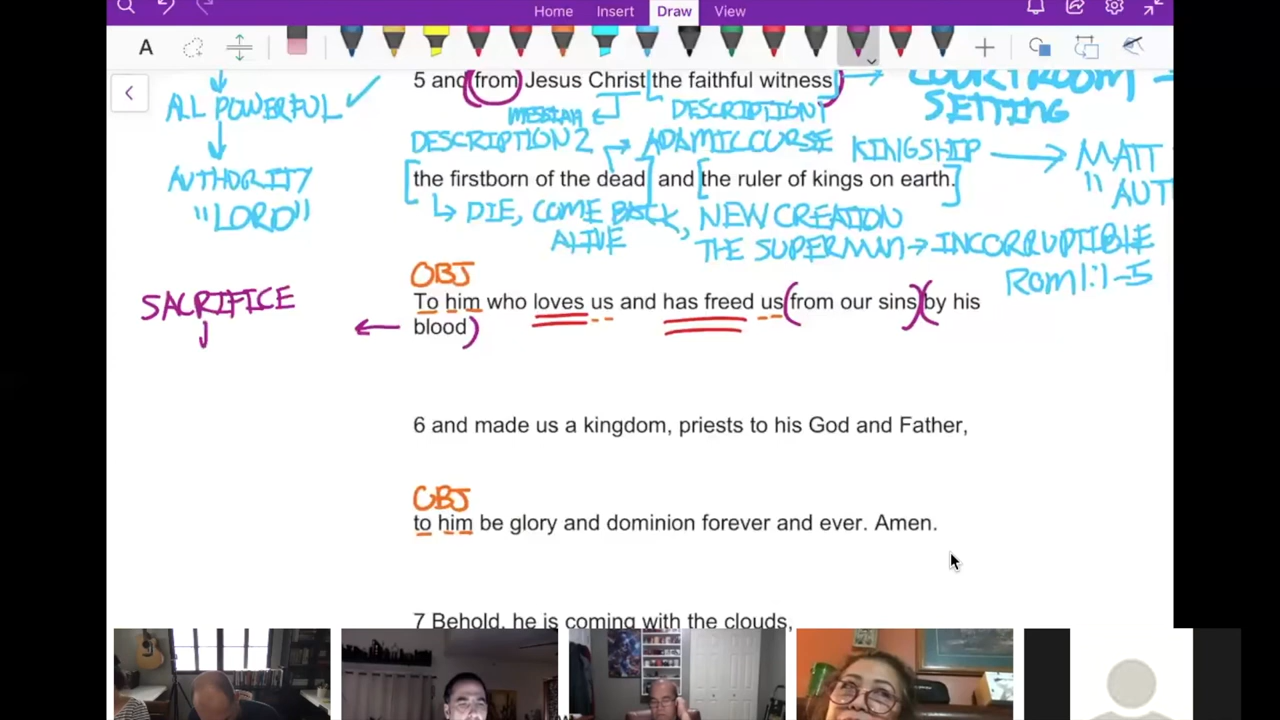 Home Insert Draw View
A
5 and from Jesus Christ the faithful witness
COURTROOM
SETTING
ALL POWERFUL
MESSIAH DESCRIPTION 1
DESCRIPTION 2 ADAMIC CURSE KINGSHIP MATT
AUTHORITY
"LORD"
the firstborn of the dead and the ruler of kings on earth.
"AUT
DIE, COME BACK, NEW CREATION
ALIVE THE SUPERMAN INCORRUPTIBLE
ROM 1:1-5
OBJ
SACRIFICE
To him who loves us and has freed us from our sins by his
blood
6 and made us a kingdom, priests to his God and Father,
OBJ
to him be glory and dominion forever and ever. Amen.
7 Behold, he is coming with the clouds,